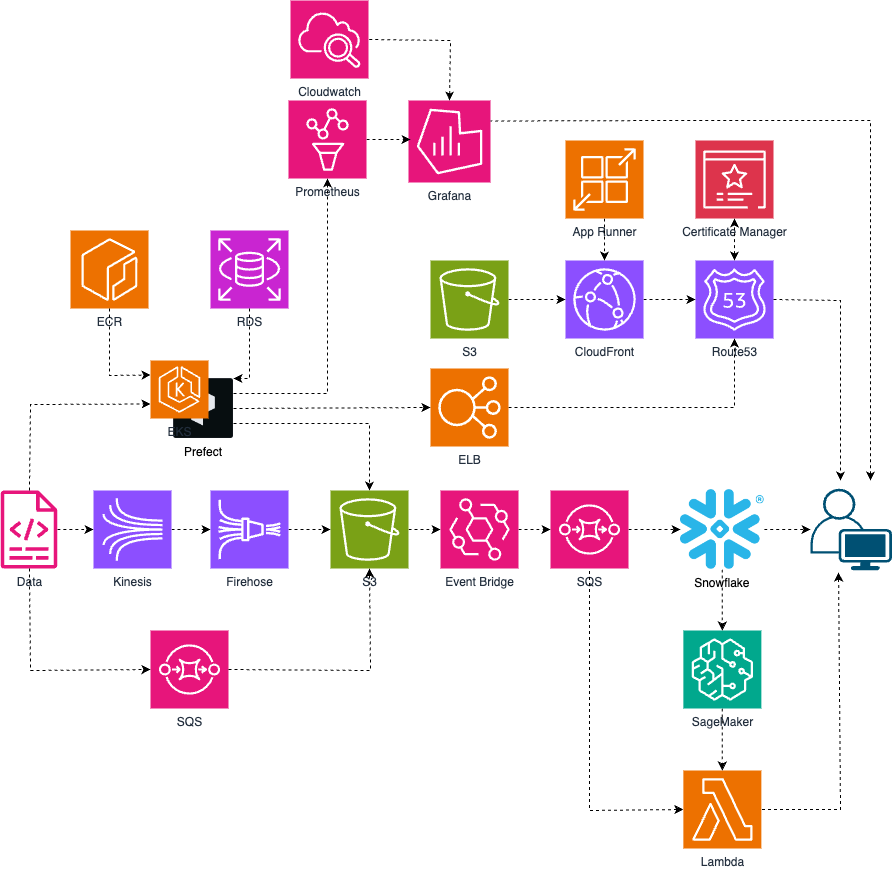 Cloudwatch
Prometheus
Grafana
App Runner
Certificate Manager
ECR
RDS
53
S3
CloudFront
Route53
K
EKS
Prefect
ELB
®
Data
Kinesis
Firehose
S3
Event Bridge
SQS
Snowflake
SQS
SageMaker
Lambda